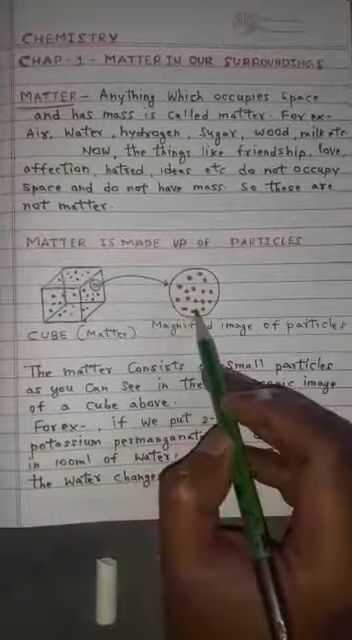 CHEMISTRY
CHAP-1- MATTER IN OUR SURROUNDINGS
MATTER - Anything which occupies space
and has mass is called matter. For ex-
Air, Water, hydrogen, Sugar, wood, milk etc.
Now, the things like friendship, love,
affection, hatred, ideas etc do not occupy
space and do not have mass. So these are
not matter.
MATTER IS MADE UP OF PARTICLES
CUBE (Matter) Magnified image of particles
The matter Consists Small particles
as you can see in the image
of a cube above.
For ex-, if we put 2-
potassium
in 100ml of water,
the water